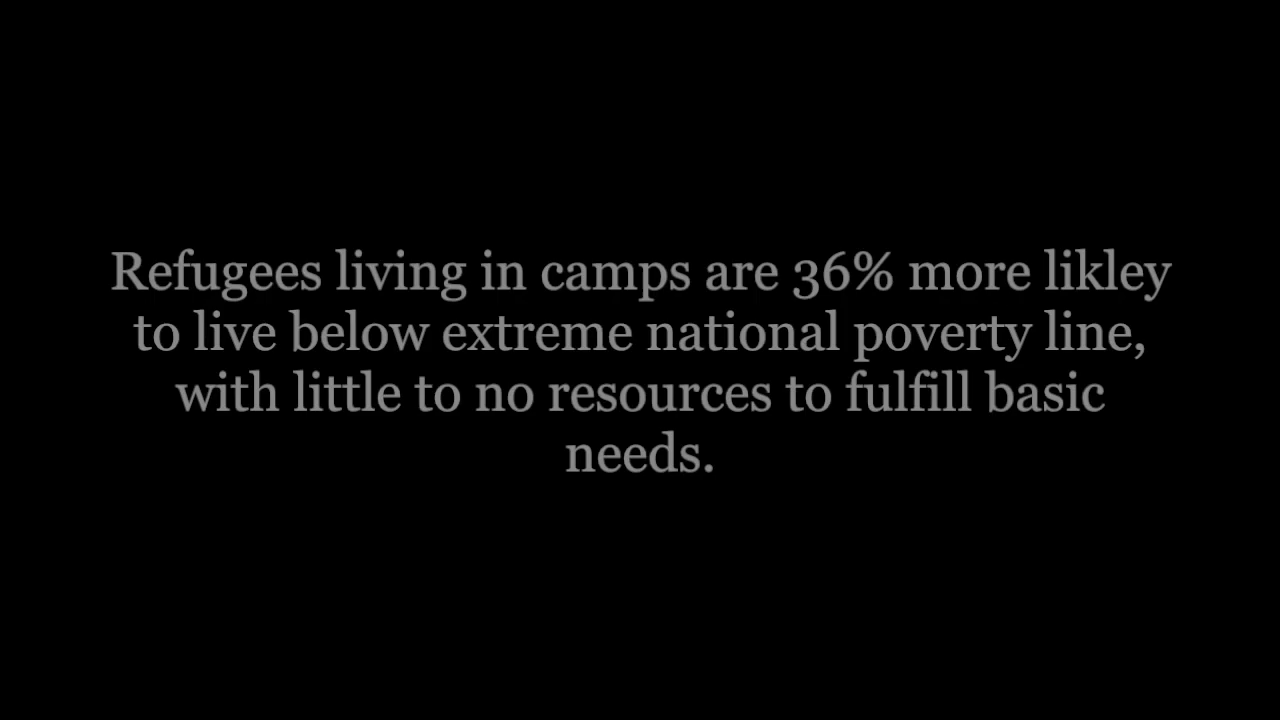 Refugees living in camps are 36% more likley
to live below extreme national poverty line,
with little to no resources to fulfill basic
needs.